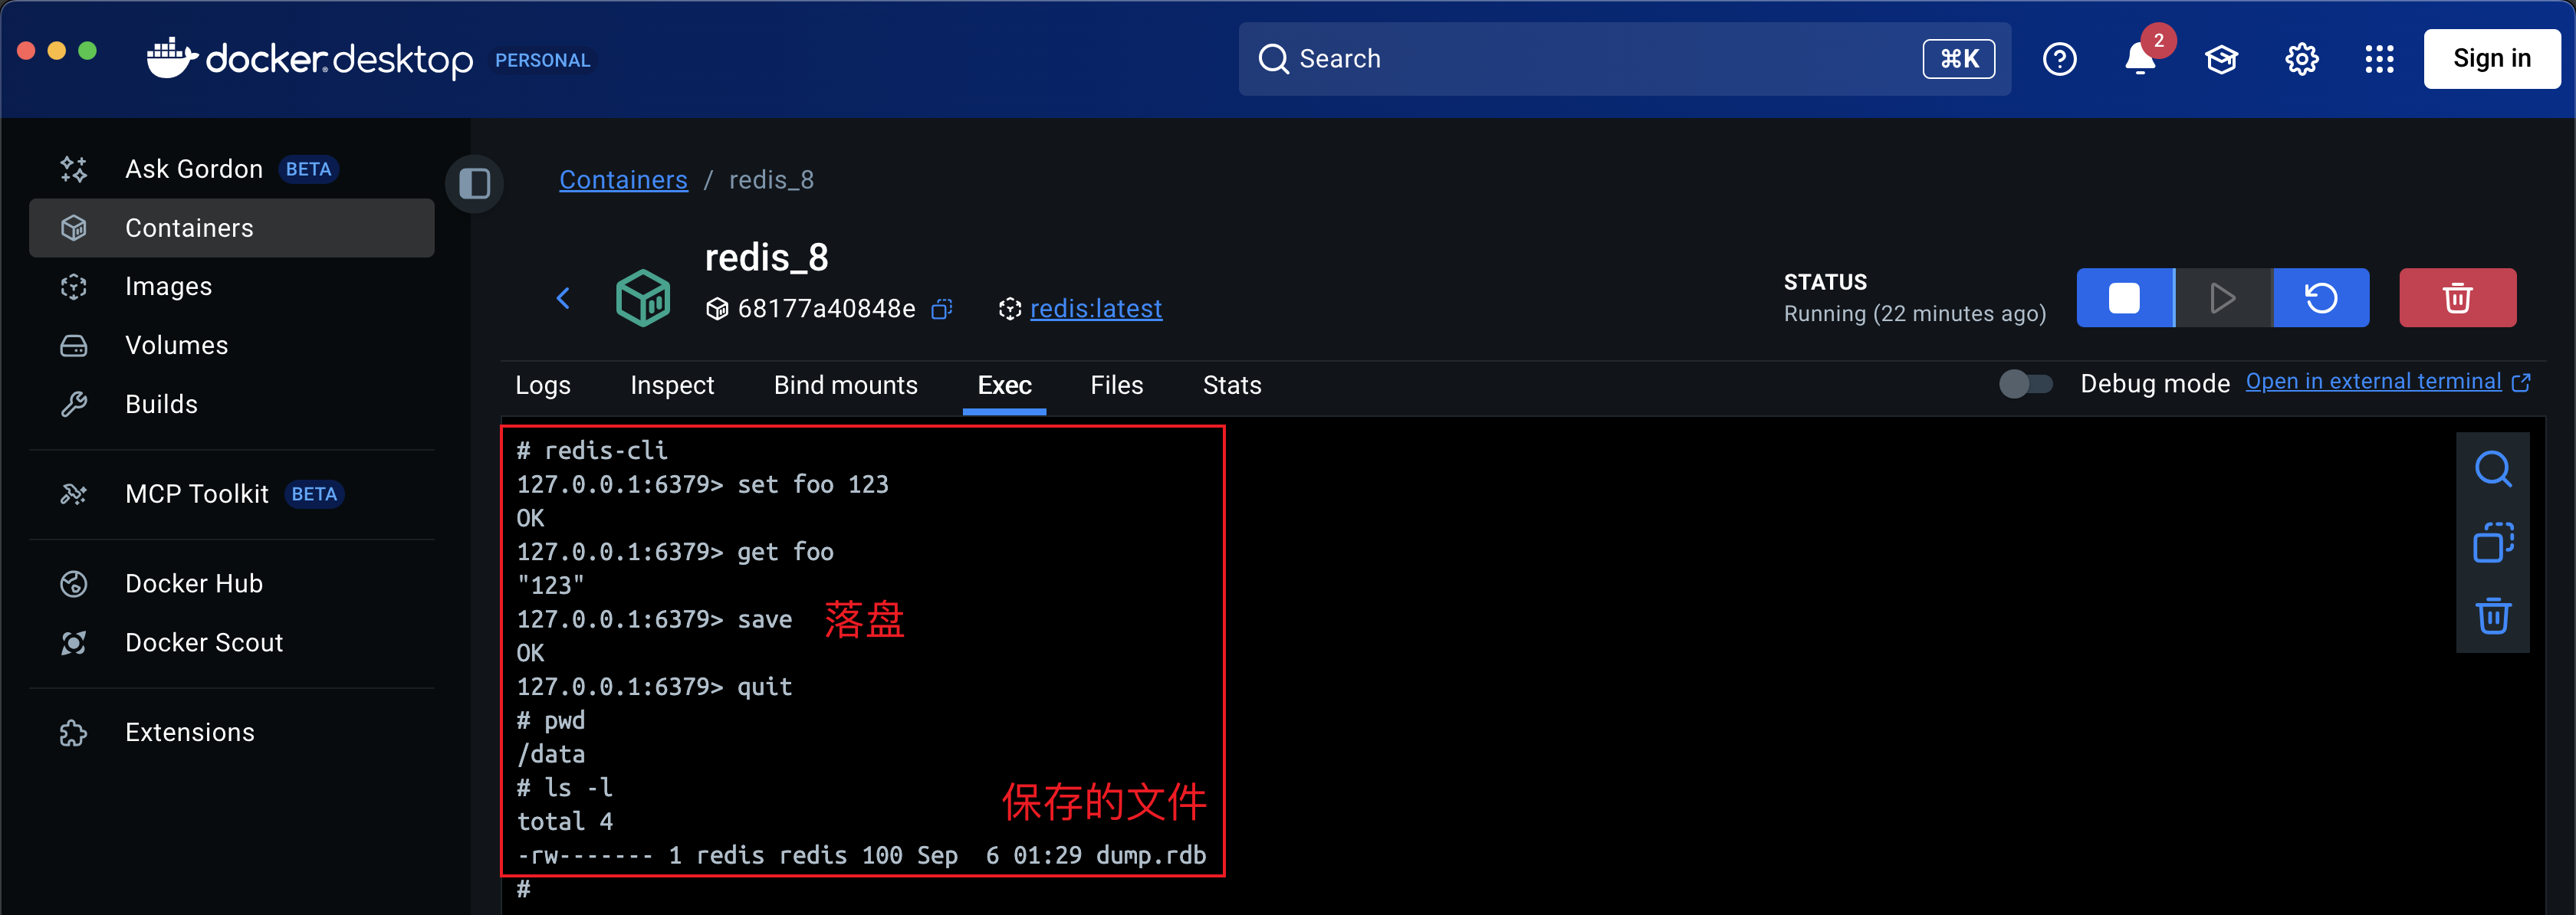 docker desktop PERSONAL
Search
⌘K
2
Sign in
Ask Gordon BETA
Containers
Images
Volumes
Builds
MCP Toolkit BETA
Docker Hub
Docker Scout
Extensions
Containers / redis_8
redis_8
68177a40848e
redis:latest
STATUS
Running (22 minutes ago)
Logs
Inspect
Bind mounts
Exec
Files
Stats
Debug mode
Open in external terminal
# redis-cli
127.0.0.1:6379> set foo 123
OK
127.0.0.1:6379> get foo
"123"
127.0.0.1:6379> save 落盘
OK
127.0.0.1:6379> quit
# pwd
/data
# ls -l
保存的文件
total 4
-rw------- 1 redis redis 100 Sep  6 01:29 dump.rdb
#